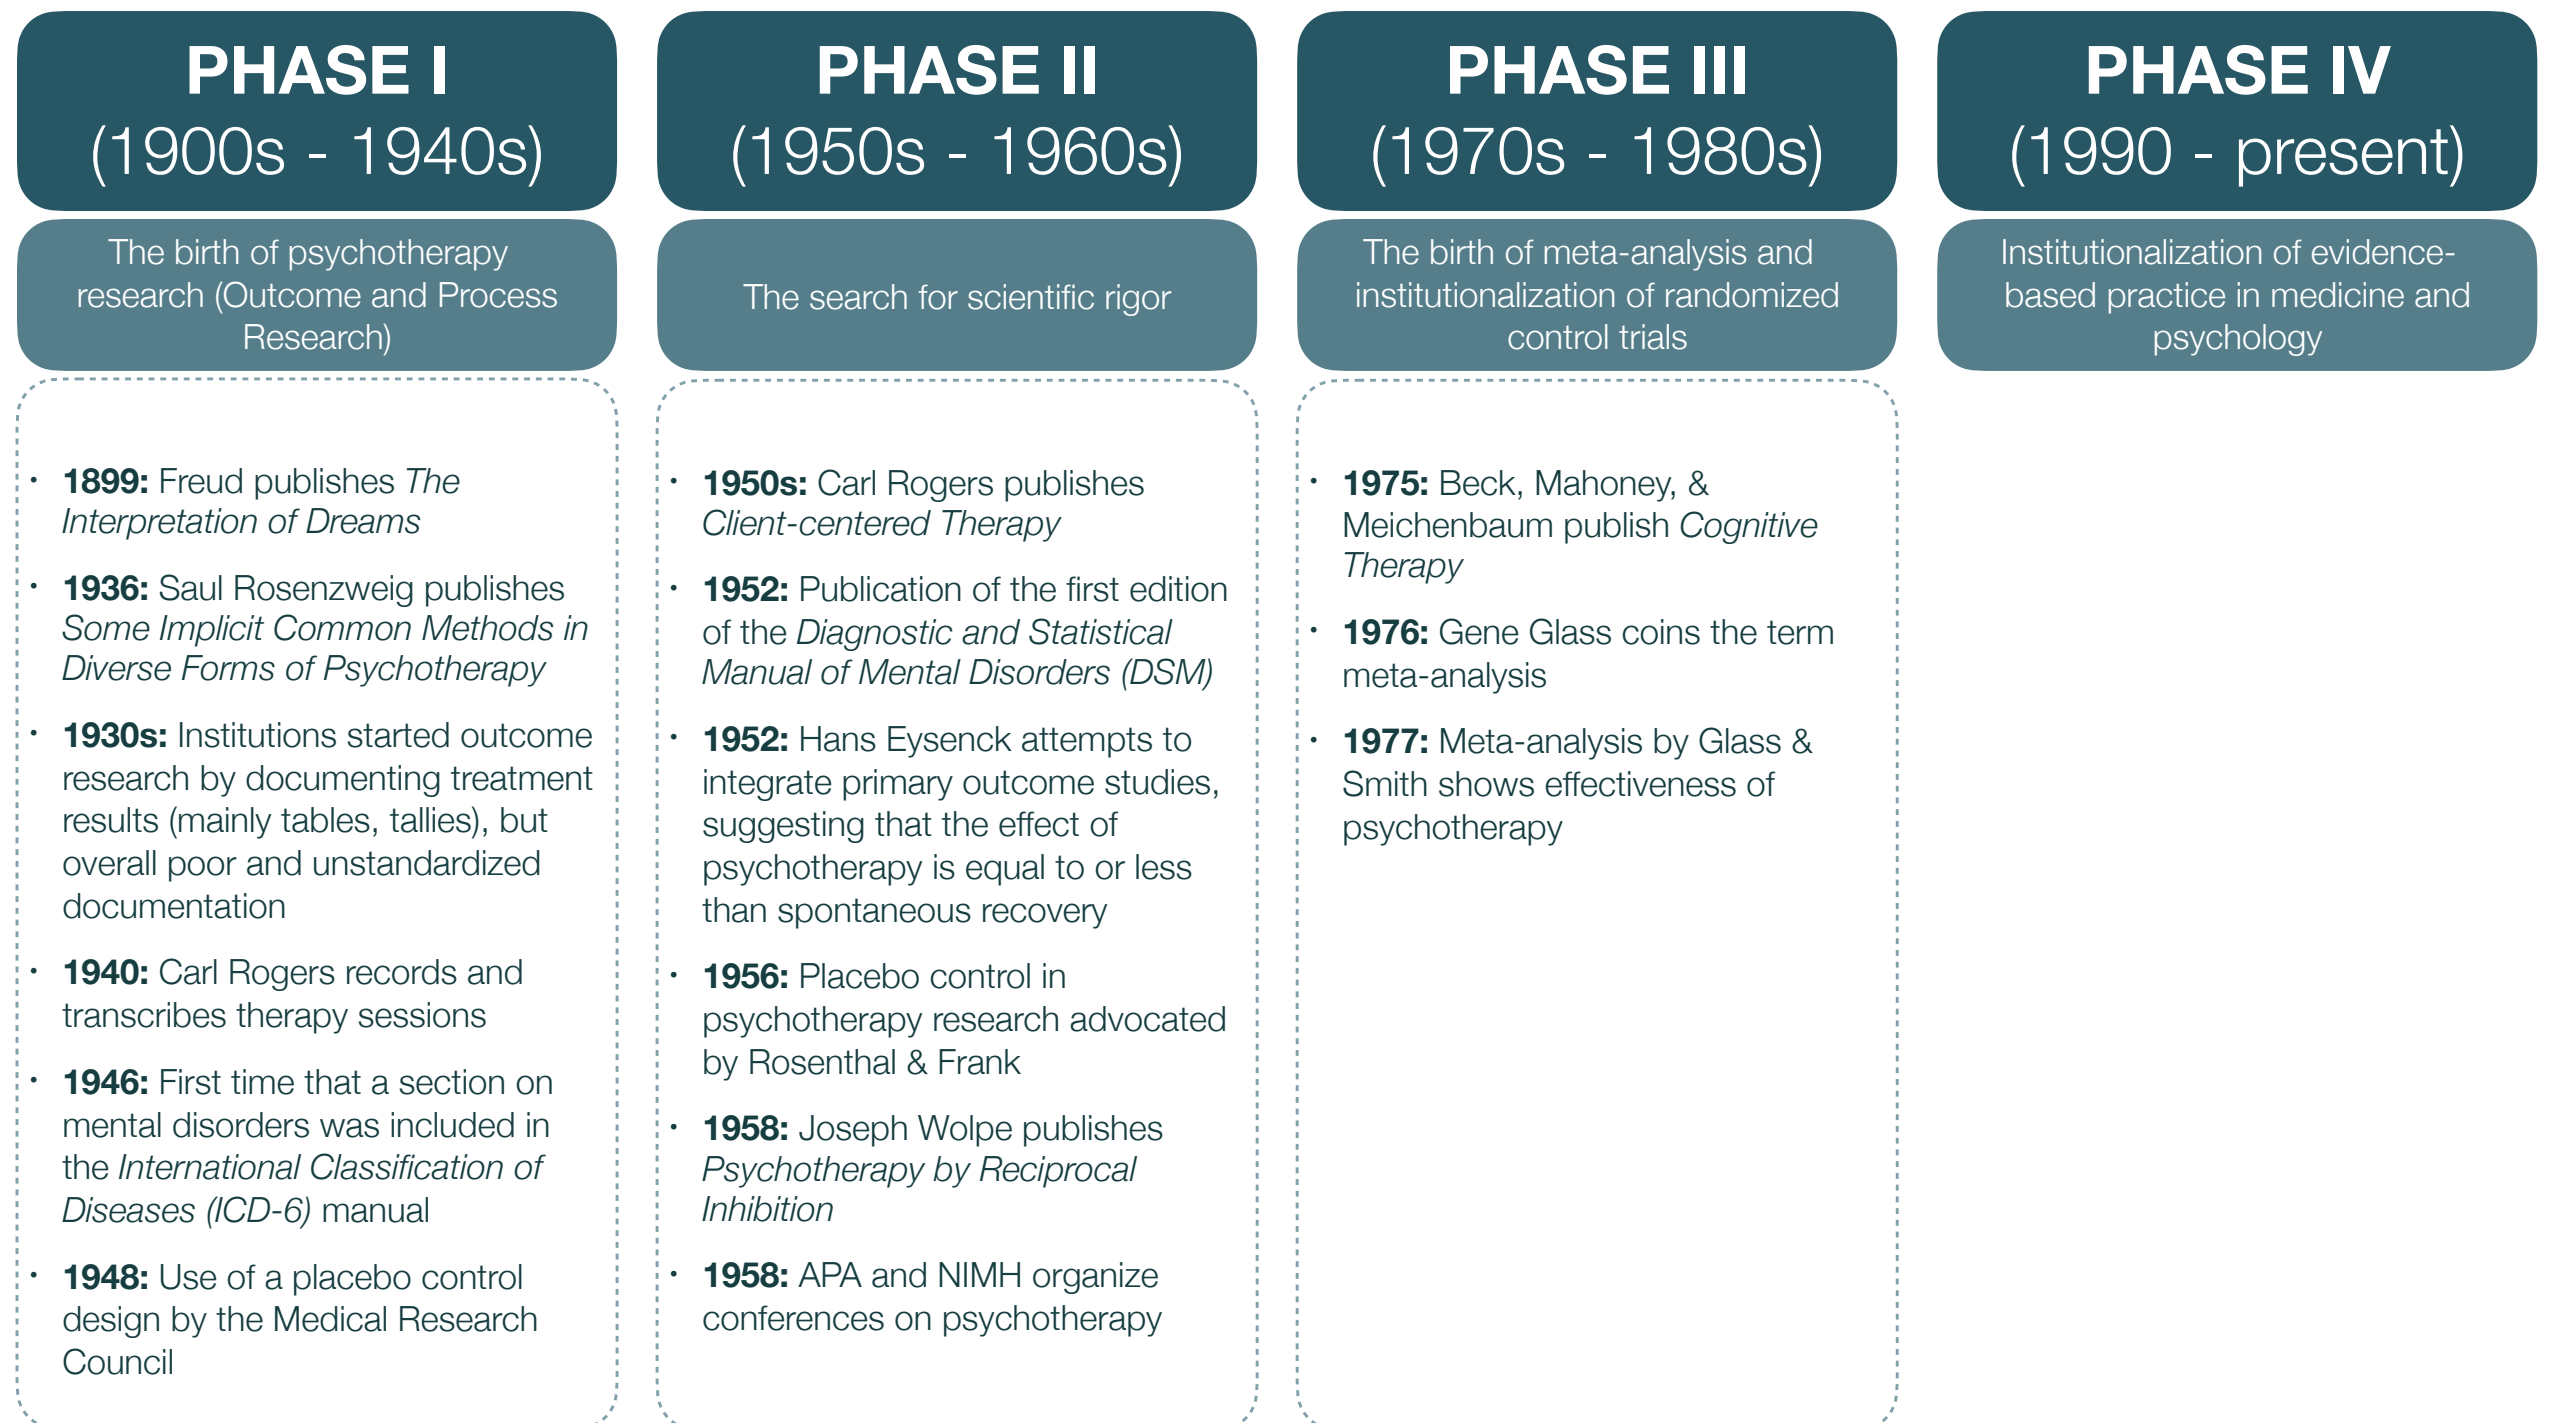 PHASE I
(1900s - 1940s)
The birth of psychotherapy
research (Outcome and Process
Research)
· 1899: Freud publishes The
Interpretation of Dreams
· 1936: Saul Rosenzweig publishes
Some Implicit Common Methods in
Diverse Forms of Psychotherapy
· 1930s: Institutions started outcome
research by documenting treatment
results (mainly tables, tallies), but
overall poor and unstandardized
documentation
· 1940: Carl Rogers records and
transcribes therapy sessions
· 1946: First time that a section on
mental disorders was included in
the International Classification of
Diseases (ICD-6) manual
· 1948: Use of a placebo control
design by the Medical Research
Council
PHASE II
(1950s - 1960s)
The search for scientific rigor
· 1950s: Carl Rogers publishes
Client-centered Therapy
· 1952: Publication of the first edition
of the Diagnostic and Statistical
Manual of Mental Disorders (DSM)
· 1952: Hans Eysenck attempts to
integrate primary outcome studies,
suggesting that the effect of
psychotherapy is equal to or less
than spontaneous recovery
· 1956: Placebo control in
psychotherapy research advocated
by Rosenthal & Frank
· 1958: Joseph Wolpe publishes
Psychotherapy by Reciprocal
Inhibition
· 1958: APA and NIMH organize
conferences on psychotherapy
PHASE III
(1970s - 1980s)
The birth of meta-analysis and
institutionalization of randomized
control trials
· 1975: Beck, Mahoney, &
Meichenbaum publish Cognitive
Therapy
· 1976: Gene Glass coins the term
meta-analysis
· 1977: Meta-analysis by Glass &
Smith shows effectiveness of
psychotherapy
PHASE IV
(1990 - present)
Institutionalization of evidence-
based practice in medicine and
psychology